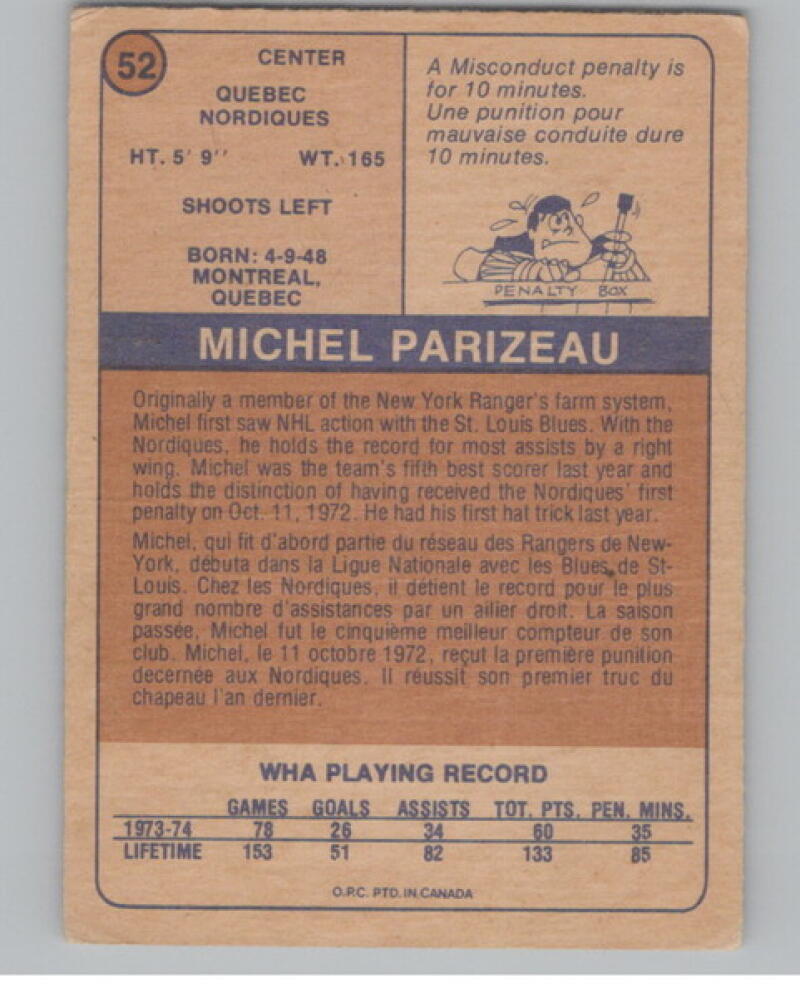 52
CENTER
QUEBEC
NORDIQUES
HT. 5' 9'' WT. 165
SHOOTS LEFT
BORN: 4-9-48
MONTREAL,
QUEBEC
A Misconduct penalty is
for 10 minutes.
Une punition pour
mauvaise conduite dure
10 minutes.
PENALTY BOX
MICHEL PARIZEAU
Originally a member of the New York Ranger's farm system,
Michel first saw NHL action with the St. Louis Blues. With the
Nordiques, he holds the record for most assists by a right
wing. Michel was the team's fifth best scorer last year and
holds the distinction of having received the Nordiques' first
penalty on Oct. 11, 1972. He had his first hat trick last year.
Michel, qui fit d'abord partie du réseau des Rangers de New-
York, débuta dans la Ligue Nationale avec les Blues de St-
Louis. Chez les Nordiques, il détient le record pour le plus
grand nombre d'assistances par un ailier droit. La saison
passée, Michel fut le cinquième meilleur compteur de son
club. Michel, le 11 octobre 1972, reçut la première punition
decernée aux Nordiques. Il réussit son premier truc du
chapeau l'an dernier.
WHA PLAYING RECORD
GAMES GOALS ASSISTS TOT. PTS. PEN. MINS.
1973-74 78 26 34 60 35
LIFETIME 153 51 82 133 85
O.P.C. PTD. IN CANADA